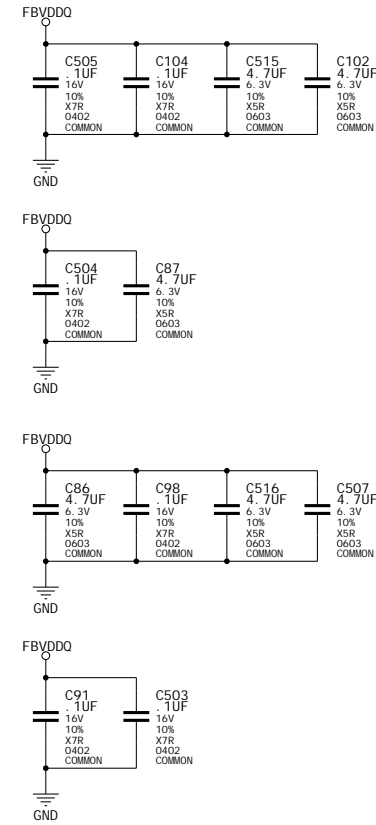 FBVDDQ
C505
.1UF
16V
10%
X7R
0402
COMMON
C104
.1UF
16V
10%
X7R
0402
COMMON
C515
4.7UF
6.3V
10%
X5R
0603
COMMON
C102
4.7UF
6.3V
10%
X5R
0603
COMMON
GND
FBVDDQ
C504
.1UF
16V
10%
X7R
0402
COMMON
C87
4.7UF
6.3V
10%
X5R
0603
COMMON
GND
FBVDDQ
C86
4.7UF
6.3V
10%
X5R
0603
COMMON
C98
.1UF
16V
10%
X7R
0402
COMMON
C516
4.7UF
6.3V
10%
X5R
0603
COMMON
C507
4.7UF
6.3V
10%
X5R
0603
COMMON
GND
FBVDDQ
C91
.1UF
16V
10%
X7R
0402
COMMON
C503
.1UF
16V
10%
X7R
0402
COMMON
GND